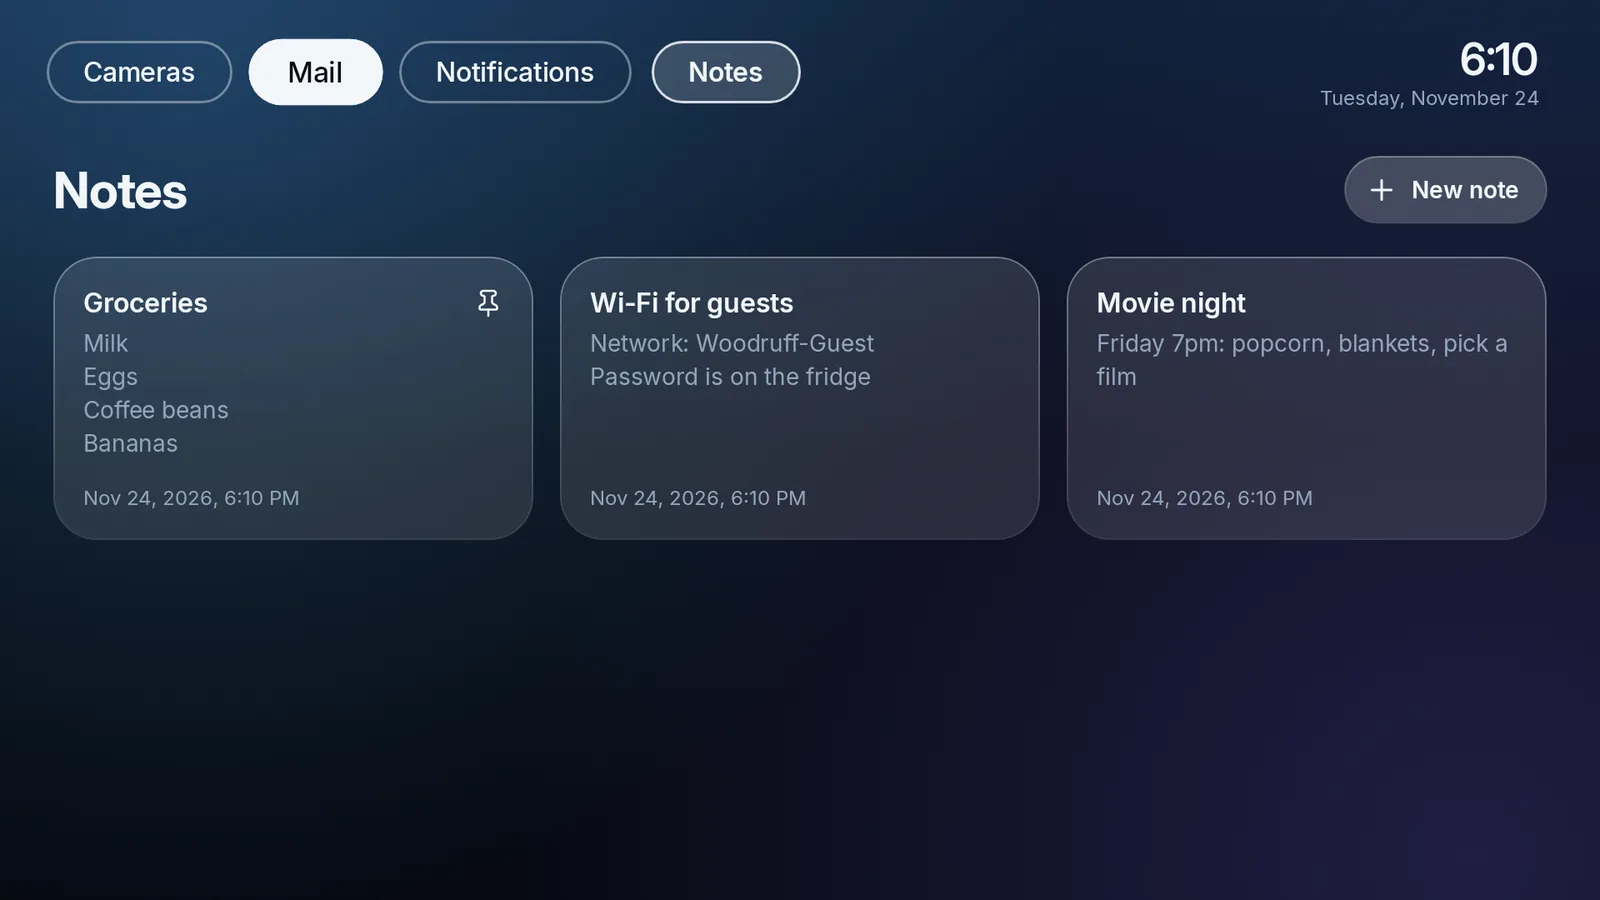 Cameras
Mail
Notifications
Notes
6:10
Tuesday, November 24
Notes
New note
Groceries
Milk
Eggs
Coffee beans
Bananas
Nov 24, 2026, 6:10 PM
Wi-Fi for guests
Network: Woodruff-Guest
Password is on the fridge
Nov 24, 2026, 6:10 PM
Movie night
Friday 7pm: popcorn, blankets, pick a
film
Nov 24, 2026, 6:10 PM